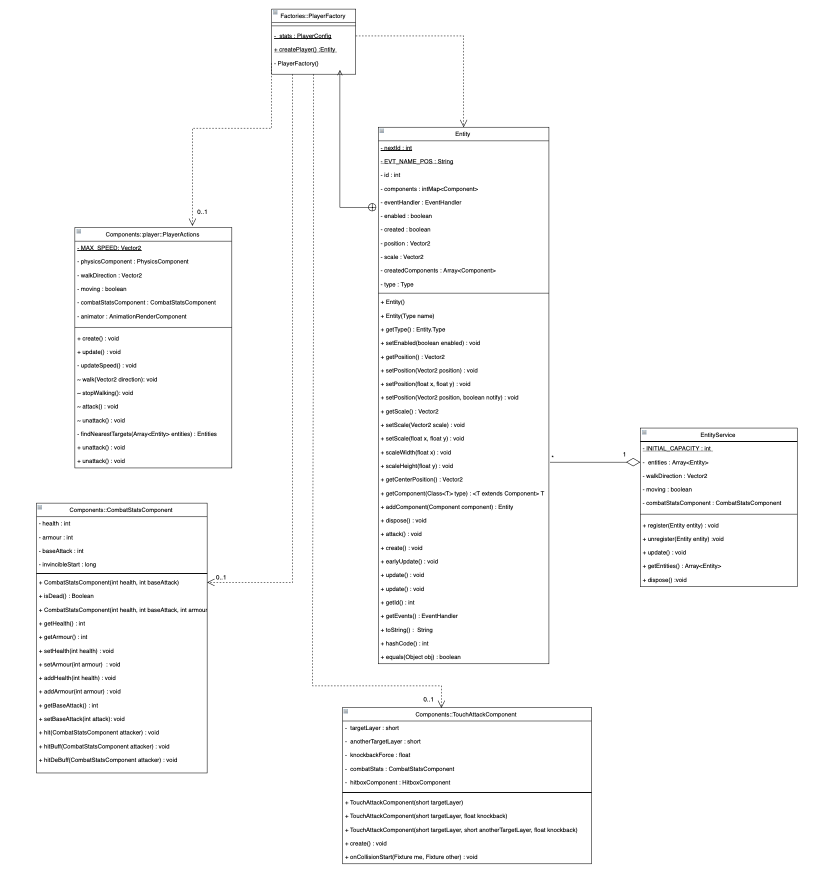 Factories::PlayerFactory
- stats : PlayerConfig
+ createPlayer() :Entity
- PlayerFactory()
Entity
- nextId : int
- EVT_NAME_POS : String
- id : int
- components : intMap<Component>
- eventHandler : EventHandler
- enabled : boolean
- created : boolean
- position : Vector2
- scale : Vector2
- createdComponents : Array<Component>
- type : Type
+ Entity()
+ Entity(Type name)
+ getType() : Entity.Type
+ setEnabled(boolean enabled) : void
+ getPosition() : Vector2
+ setPosition(Vector2 position) : void
+ setPosition(float x, float y) : void
+ setPosition(Vector2 position, boolean notify) : void
+ getScale() : Vector2
+ setScale(Vector2 scale) : void
+ setScale(float x, float y) : void
+ scaleWidth(float x) : void
+ scaleHeight(float y) : void
+ getCenterPosition() : Vector2
+ getComponent(Class<T> type) : <T extends Component> T
+ addComponent(Component component) : Entity
+ dispose() : void
+ attack() : void
+ create() : void
+ earlyUpdate() : void
+ update() : void
+ update() : void
+ getId() : int
+ getEvents() : EventHandler
+ toString() : String
+ hashCode() : int
+ equals(Object obj) : boolean
0..1
Components::player::PlayerActions
- MAX_SPEED: Vector2
- physicsComponent : PhysicsComponent
- walkDirection : Vector2
- moving : boolean
- combatStatsComponent : CombatStatsComponent
- animator : AnimationRenderComponent
+ create() : void
+ update() : void
- updateSpeed() : void
~ walk(Vector2 direction): void
~ stopWalking(): void
~ attack() : void
~ unattack() : void
- findNearestTargets(Array<Entity> entities) : Entities
+ unattack() : void
+ unattack() : void
* 1
EntityService
- INITIAL_CAPACITY : int
- entities : Array<Entity>
- walkDirection : Vector2
- moving : boolean
- combatStatsComponent : CombatStatsComponent
+ register(Entity entity) : void
+ unregister(Entity entity) :void
+ update() : void
+ getEntities() : Array<Entity>
+ dispose() :void
Components::CombatStatsComponent
- health : int
- armour : int
- baseAttack : int
- invincibleStart : long
+ CombatStatsComponent(int health, int baseAttack)
+ isDead() : Boolean
+ CombatStatsComponent(int health, int baseAttack, int armour
+ getHealth() : int
+ getArmour() : int
+ setHealth(int health) : void
+ setArmour(int armour) : void
+ addHealth(int health) : void
+ addArmour(int armour) : void
+ getBaseAttack() : int
+ setBaseAttack(int attack): void
+ hit(CombatStatsComponent attacker) : void
+ hitBuff(CombatStatsComponent attacker) : void
+ hitDeBuff(CombatStatsComponent attacker) : void
0..1
0..1
Components::TouchAttackComponent
- targetLayer : short
- anotherTargetLayer : short
- knockbackForce : float
- combatStats : CombatStatsComponent
- hitboxComponent : HitboxComponent
+ TouchAttackComponent(short targetLayer)
+ TouchAttackComponent(short targetLayer, float knockback)
+ TouchAttackComponent(short targetLayer, short anotherTargetLayer, float knockback)
+ create() : void
+ onCollisionStart(Fixture me, Fixture other) : void